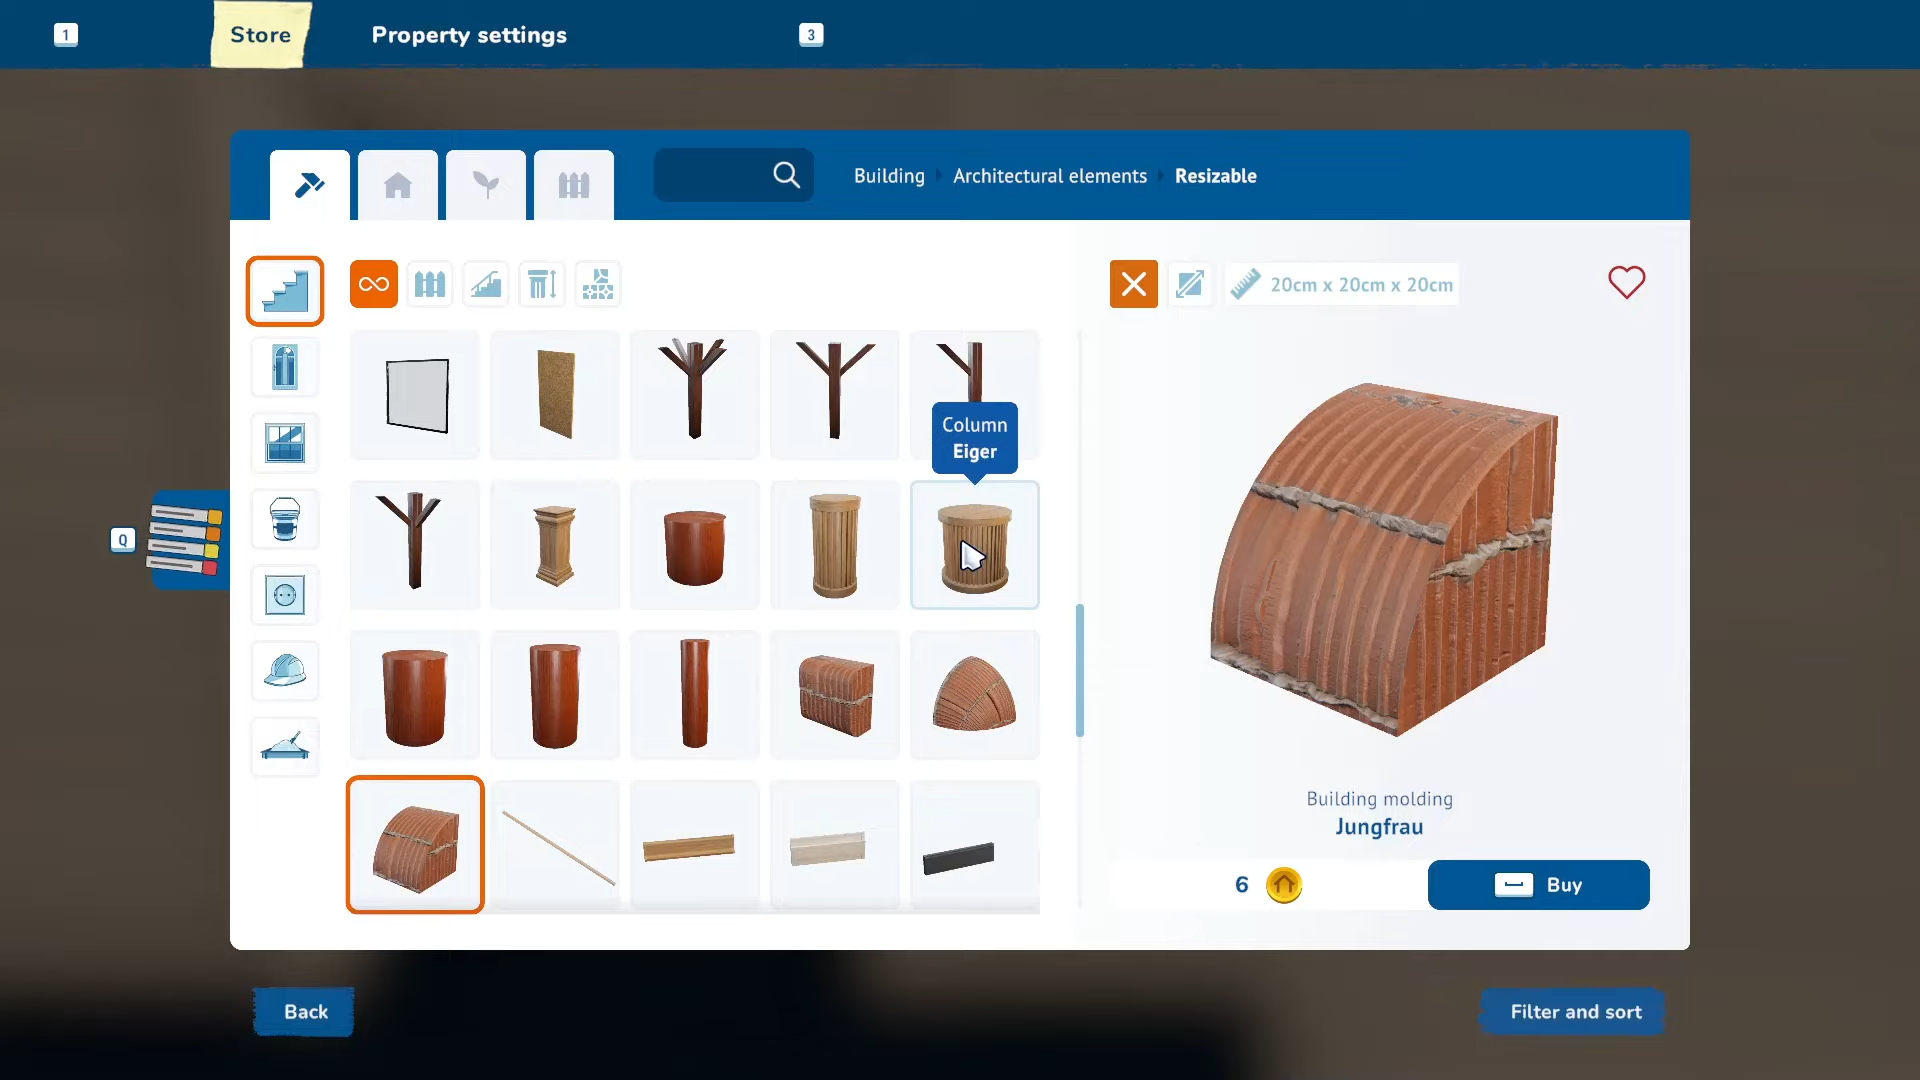 1
Store
Property settings
3
Building
Architectural elements
Resizable
20cm x 20cm x 20cm
Column
Eiger
Q
Building molding
Jungfrau
6
Buy
Back
Filter and sort